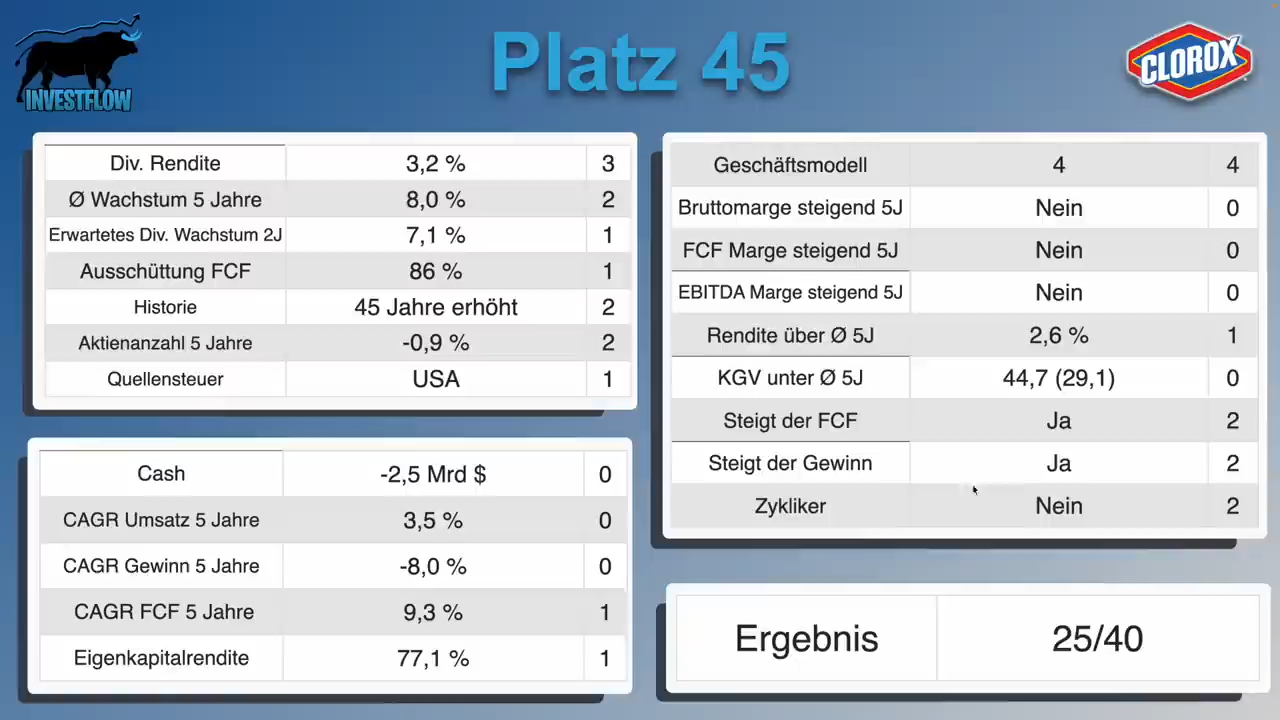 Platz 45
INVESTFLOW
CLOROX
Div. Rendite 3,2 % 3
Ø Wachstum 5 Jahre 8,0 % 2
Erwartetes Div. Wachstum 2J 7,1 % 1
Ausschüttung FCF 86 % 1
Historie 45 Jahre erhöht 2
Aktienanzahl 5 Jahre -0,9 % 2
Quellensteuer USA 1
Cash -2,5 Mrd $ 0
CAGR Umsatz 5 Jahre 3,5 % 0
CAGR Gewinn 5 Jahre -8,0 % 0
CAGR FCF 5 Jahre 9,3 % 1
Eigenkapitalrendite 77,1 % 1
Geschäftsmodell 4 4
Bruttomarge steigend 5J Nein 0
FCF Marge steigend 5J Nein 0
EBITDA Marge steigend 5J Nein 0
Rendite über Ø 5J 2,6 % 1
KGV unter Ø 5J 44,7 (29,1) 0
Steigt der FCF Ja 2
Steigt der Gewinn Ja 2
Zykliker Nein 2
Ergebnis 25/40